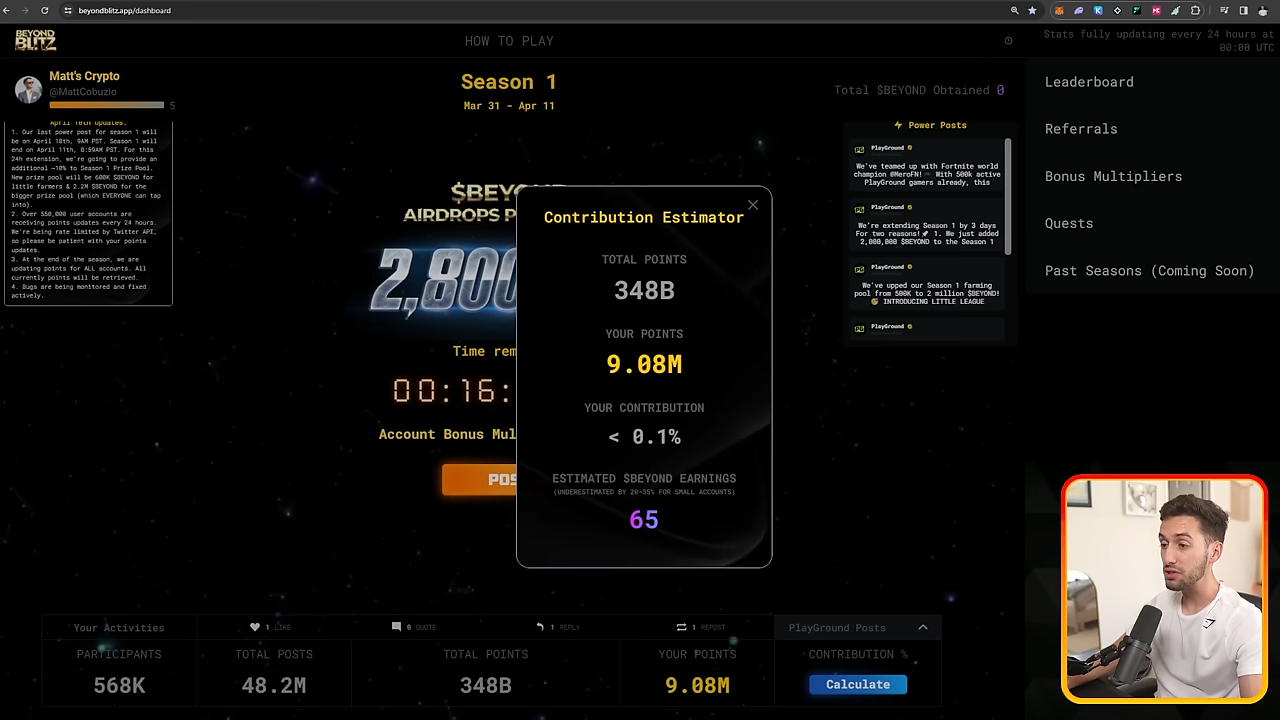 beyondblitz.app/dashboard
BEYOND
BLITZ
HOW TO PLAY
Stats fully updating every 24 hours at
00:00 UTC
Matt's Crypto
@MattCobuzio
5
Season 1
Mar 31 - Apr 11
Total $BEYOND Obtained 0
Leaderboard
Referrals
Bonus Multipliers
Quests
Past Seasons (Coming Soon)
April 10th Updates:
1. Our last power post for season 1 will
be on April 10th, 9AM PST. Season 1 will
end on April 11th, 8:59AM PST. For this
24h extension, we're going to provide an
additional ~10% to Season 1 Prize Pool.
New prize pool will be 600K $BEYOND for
little farmers & 2.2M $BEYOND for the
bigger prize pool (which EVERYONE can tap
into).
2. Over 550,000 user accounts are
receiving points updates every 24 hours.
We're being rate limited by Twitter API,
so please be patient with your points
updates.
3. At the end of the season, we are
updating points for ALL accounts. All
currently points will be retrieved.
4. Bugs are being monitored and fixed
actively.
$BEYOND
AIRDROPS P
2,800
Time rem
00:16:
Account Bonus Mul
POS
Contribution Estimator
TOTAL POINTS
348B
YOUR POINTS
9.08M
YOUR CONTRIBUTION
< 0.1%
ESTIMATED $BEYOND EARNINGS
(UNDERESTIMATED BY 20-35% FOR SMALL ACCOUNTS)
65
Power Posts
PlayGround
We've teamed up with Fortnite world
champion @MeroFN! With 500k active
PlayGround gamers already, this
PlayGround
We're extending Season 1 by 3 days
For two reasons! 1. We just added
2,000,000 $BEYOND to the Season 1
PlayGround
We've upped our Season 1 farming
pool from 500K to 2 million $BEYOND!
INTRODUCING LITTLE LEAGUE
PlayGround
Your Activities
1 LIKE
0 QUOTE
1 REPLY
1 REPOST
PlayGround Posts
PARTICIPANTS
568K
TOTAL POSTS
48.2M
TOTAL POINTS
348B
YOUR POINTS
9.08M
CONTRIBUTION %
Calculate